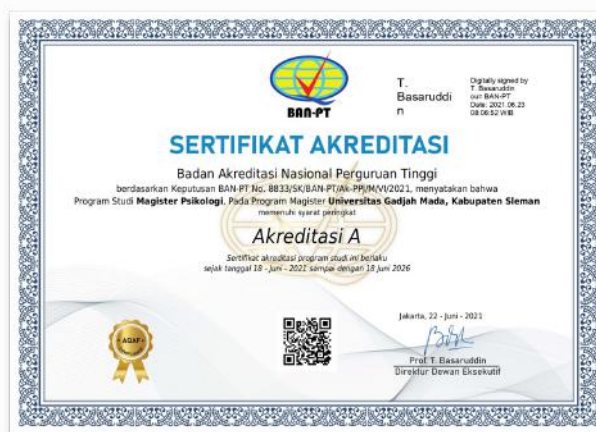 BAN-PT
T.
Basaruddi
n
Digitally signed by
T. Basaruddin
ou= BAN-PT
Date: 2021.06.23
08:06:52 WIB
SERTIFIKAT AKREDITASI
Badan Akreditasi Nasional Perguruan Tinggi
berdasarkan Keputusan BAN-PT No. 8833/SK/BAN-PT/Ak-PPJ/M/VI/2021, menyatakan bahwa
Program Studi Magister Psikologi, Pada Program Magister Universitas Gadjah Mada, Kabupaten Sleman
memenuhi syarat peringkat
Akreditasi A
Sertifikat akreditasi program studi ini berlaku
sejak tanggal 18 - Juni - 2021 sampai dengan 18 Juni 2026
Jakarta, 22 - Juni - 2021
Prof. T. Basaruddin
Direktur Dewan Eksekutif